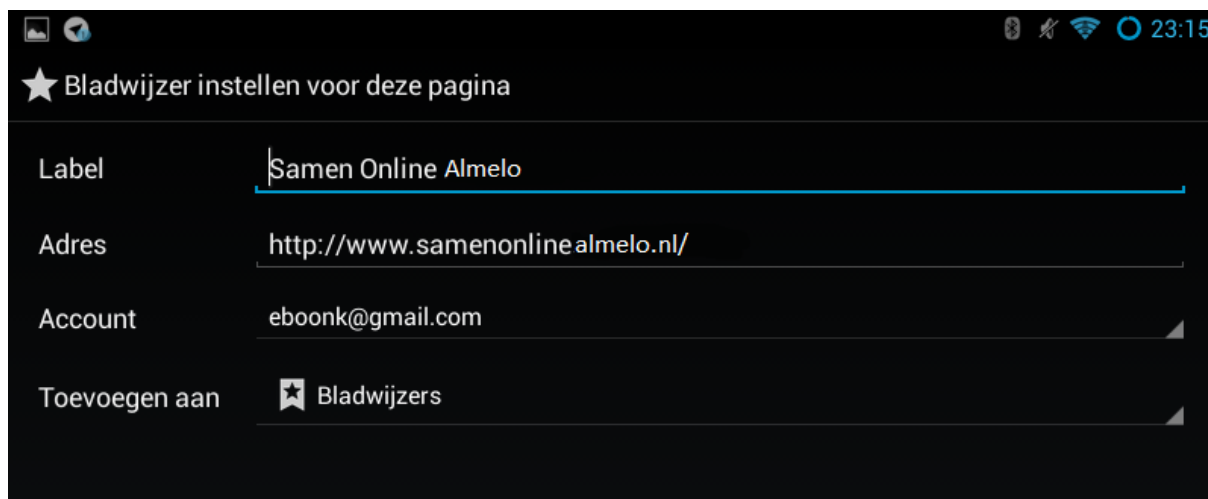 23:15
Bladwijzer instellen voor deze pagina
Label Samen Online Almelo
Adres http://www.samenonlinealmelo.nl/
Account eboonk@gmail.com
Toevoegen aan Bladwijzers